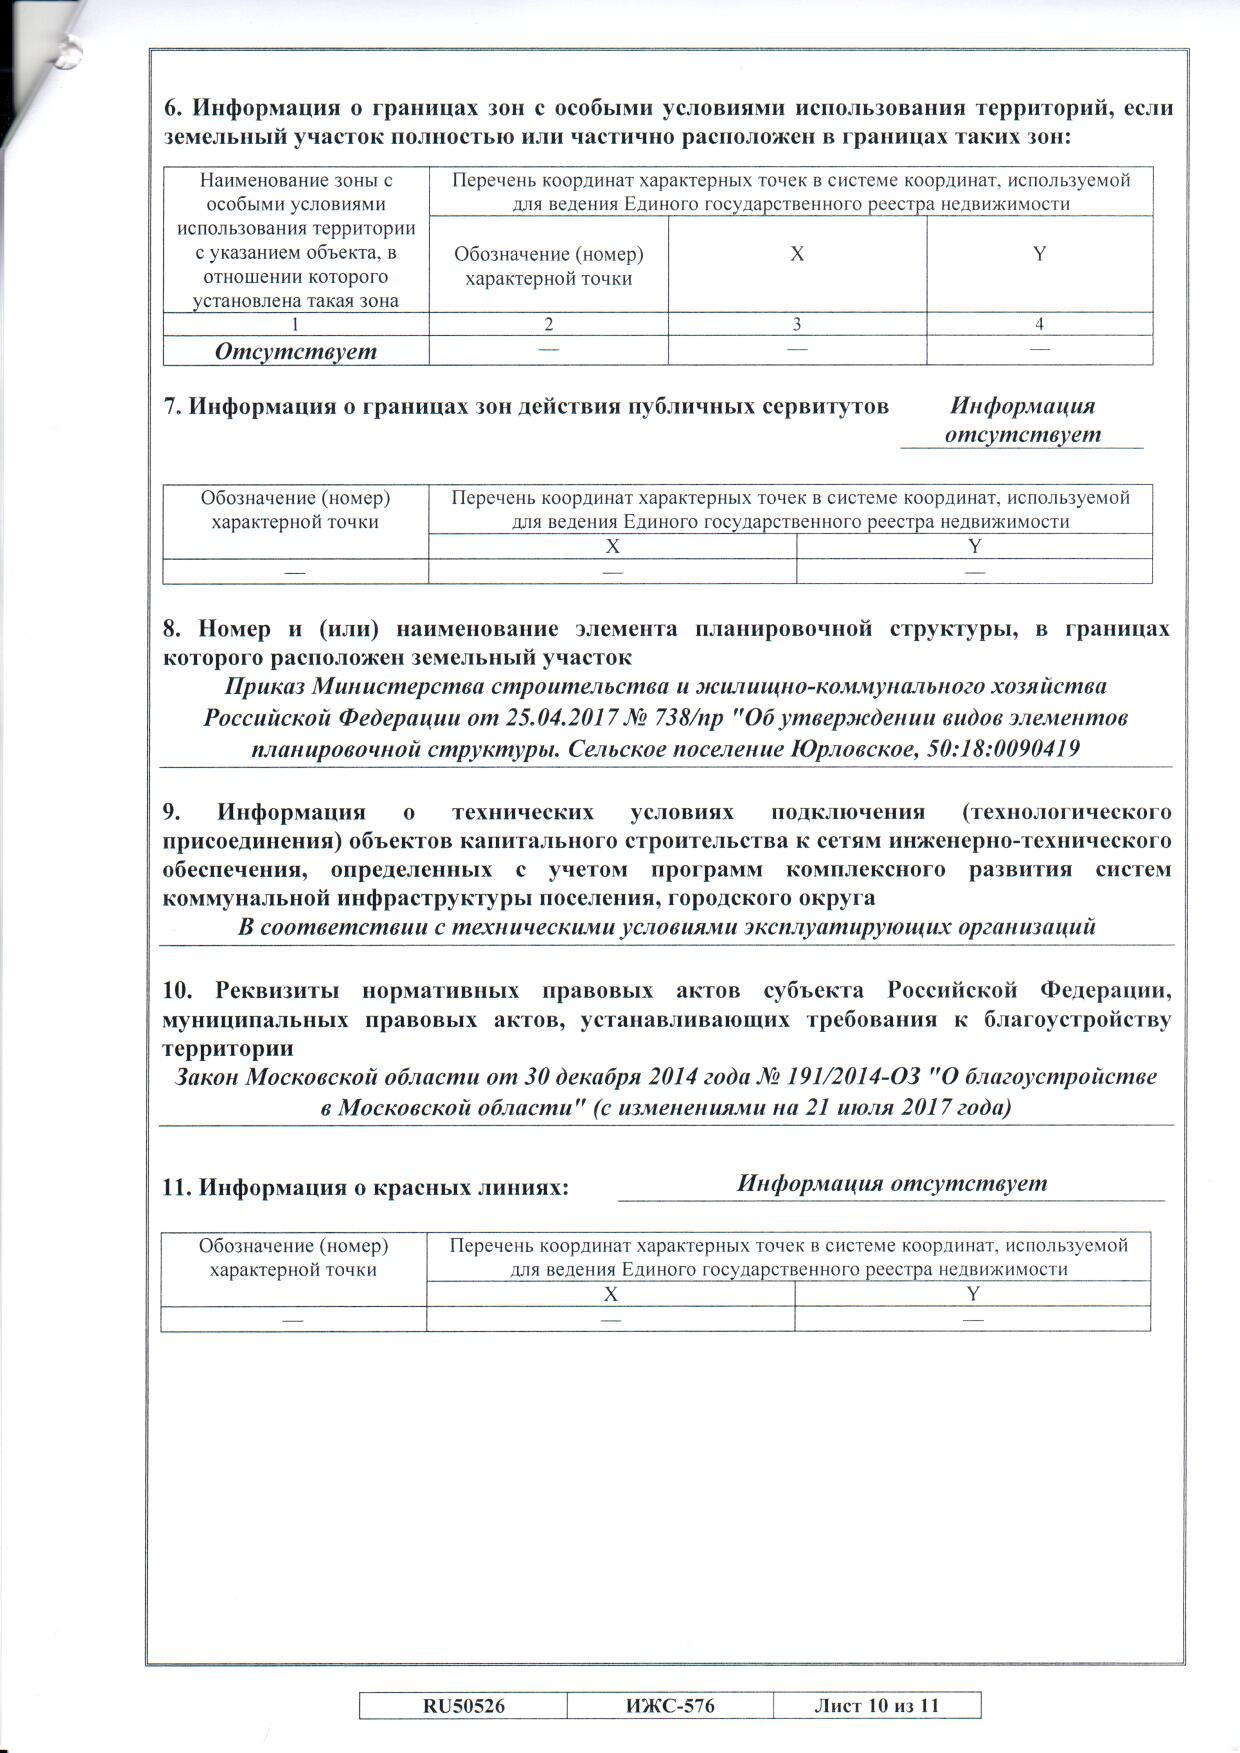 6. Информация о границах зон с особыми условиями использования территорий, если
земельный участок полностью или частично расположен в границах таких зон:
Наименование зоны с
особыми условиями
использования территории
с указанием объекта, в
отношении которого
установлена такая зона
Перечень координат характерных точек в системе координат, используемой
для ведения Единого государственного реестра недвижимости
Обозначение (номер)
характерной точки
X
Y
1
2
3
4
Отсутствует
—
—
—
7. Информация о границах зон действия публичных сервитутов
Информация
отсутствует
Обозначение (номер)
характерной точки
Перечень координат характерных точек в системе координат, используемой
для ведения Единого государственного реестра недвижимости
X
Y
—
—
—
8. Номер и (или) наименование элемента планировочной структуры, в границах
которого расположен земельный участок
Приказ Министерства строительства и жилищно-коммунального хозяйства
Российской Федерации от 25.04.2017 № 738/пр "Об утверждении видов элементов
планировочной структуры. Сельское поселение Юрловское, 50:18:0090419
9. Информация о технических условиях подключения (технологического
присоединения) объектов капитального строительства к сетям инженерно-технического
обеспечения, определенных с учетом программ комплексного развития систем
коммунальной инфраструктуры поселения, городского округа
В соответствии с техническими условиями эксплуатирующих организаций
10. Реквизиты нормативных правовых актов субъекта Российской Федерации,
муниципальных правовых актов, устанавливающих требования к благоустройству
территории
Закон Московской области от 30 декабря 2014 года № 191/2014-ОЗ "О благоустройстве
в Московской области" (с изменениями на 21 июля 2017 года)
11. Информация о красных линиях:
Информация отсутствует
Обозначение (номер)
характерной точки
Перечень координат характерных точек в системе координат, используемой
для ведения Единого государственного реестра недвижимости
X
Y
—
—
—
RU50526
ИЖС-576
Лист 10 из 11